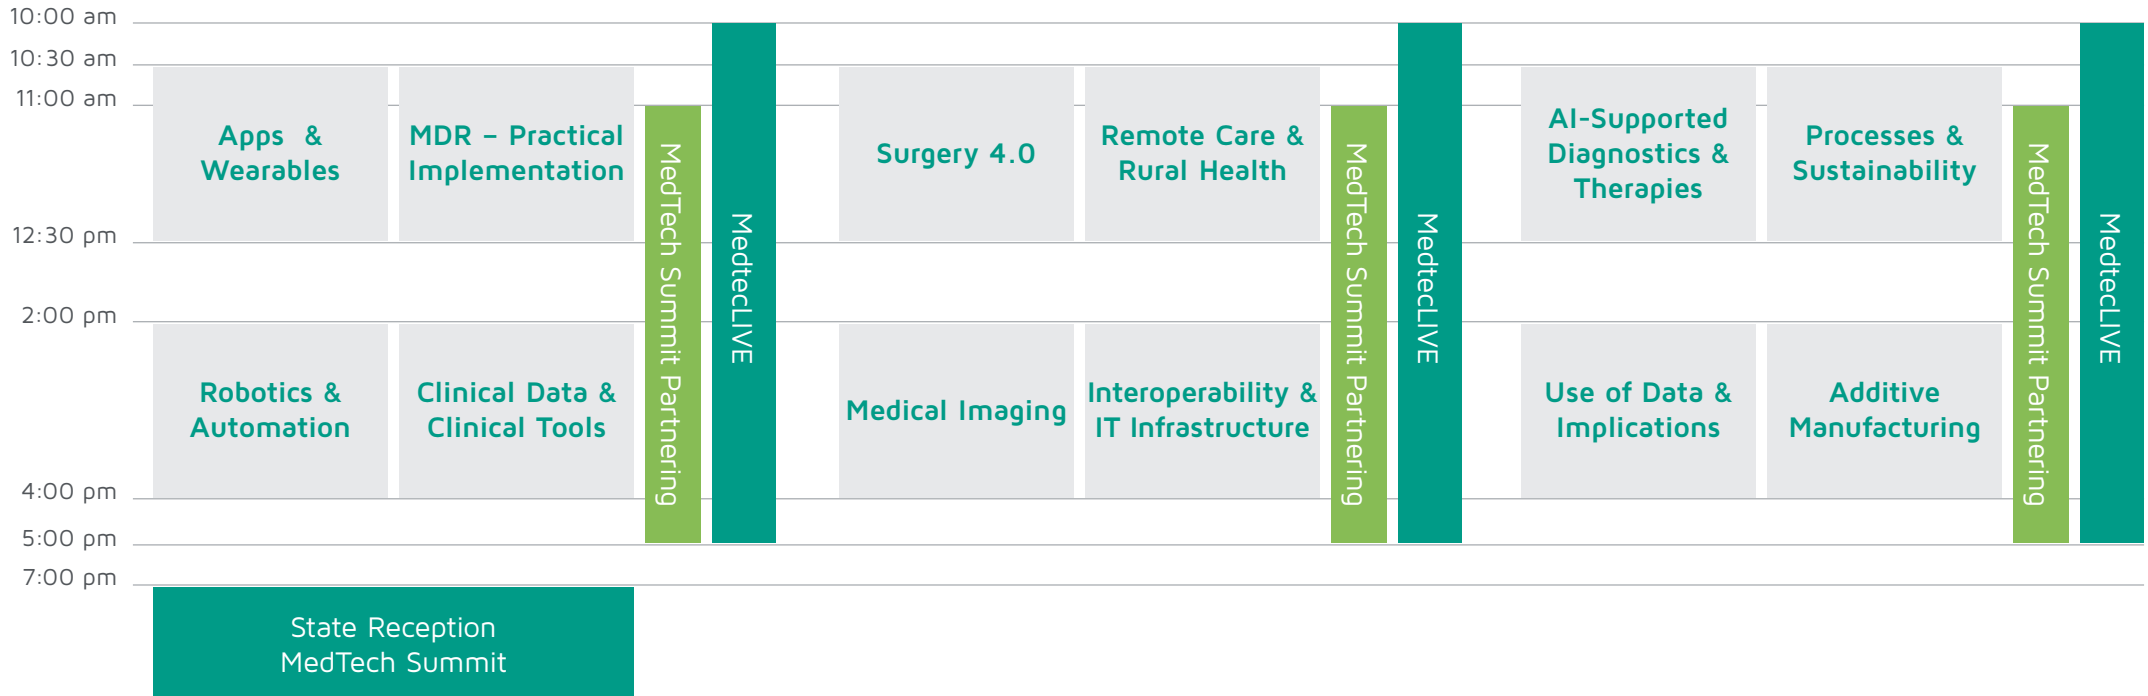 10:00 am
10:30 am
11:00 am
12:30 pm
2:00 pm
4:00 pm
5:00 pm
7:00 pm
Apps &
Wearables
MDR – Practical
Implementation
Robotics &
Automation
Clinical Data &
Clinical Tools
MedTech Summit Partnering
MedtecLIVE
State Reception
MedTech Summit
Surgery 4.0
Remote Care &
Rural Health
Medical Imaging
Interoperability &
IT Infrastructure
MedTech Summit Partnering
MedtecLIVE
AI-Supported
Diagnostics &
Therapies
Processes &
Sustainability
Use of Data &
Implications
Additive
Manufacturing
MedTech Summit Partnering
MedtecLIVE